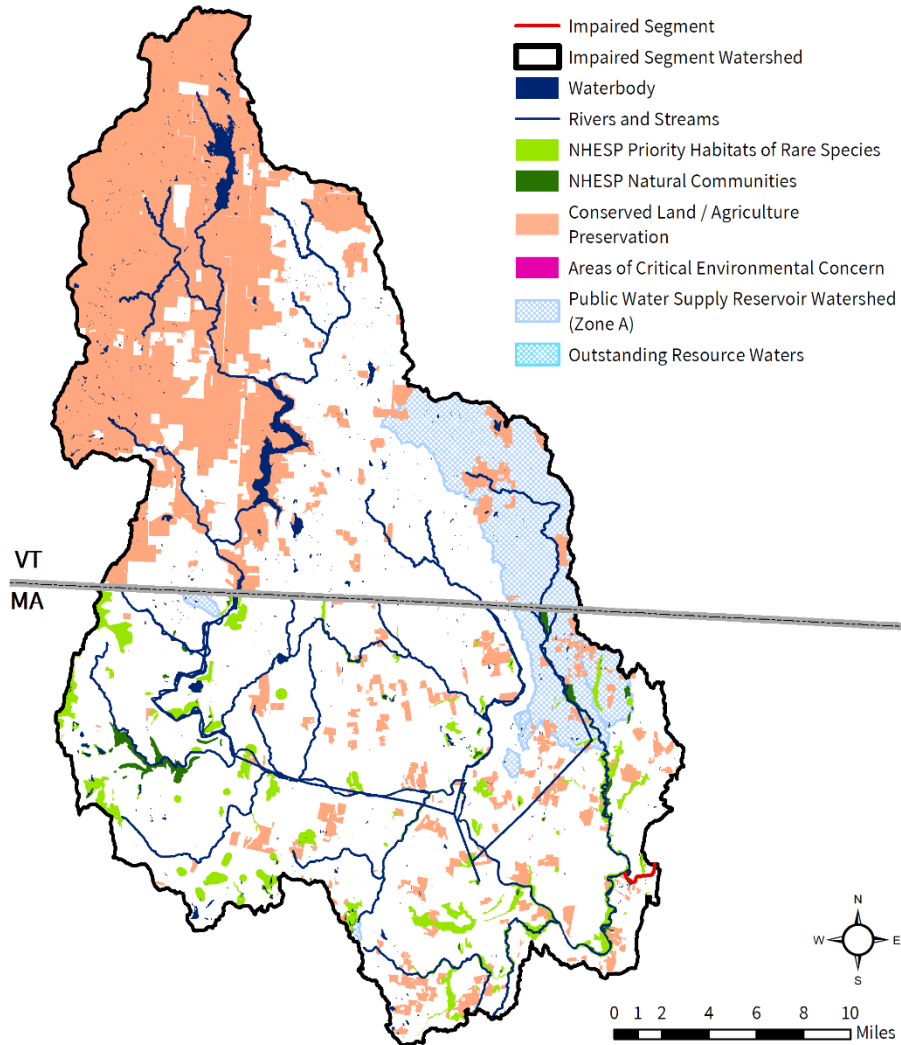 Impaired Segment
Impaired Segment Watershed
Waterbody
Rivers and Streams
NHESP Priority Habitats of Rare Species
NHESP Natural Communities
Conserved Land / Agriculture
Preservation
Areas of Critical Environmental Concern
Public Water Supply Reservoir Watershed
(Zone A)
Outstanding Resource Waters
VT
MA
N
W E
S
0 1 2 4 6 8 10
Miles